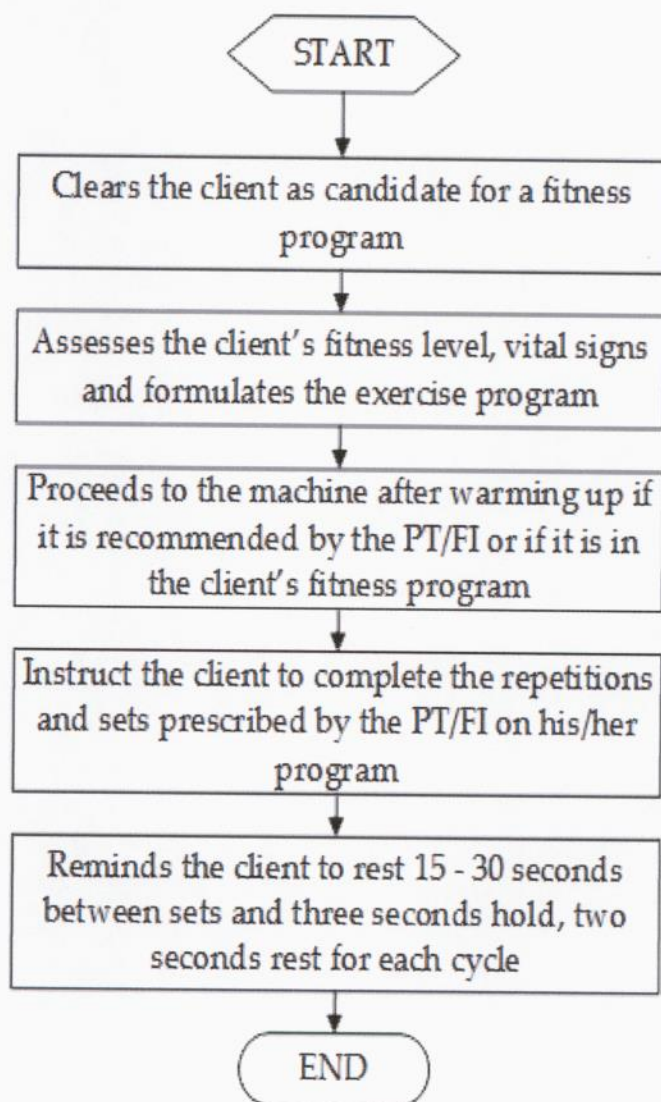 START
Clears the client as candidate for a fitness
program
Assesses the client's fitness level, vital signs
and formulates the exercise program
Proceeds to the machine after warming up if
it is recommended by the PT/FI or if it is in
the client's fitness program
Instruct the client to complete the repetitions
and sets prescribed by the PT/FI on his/her
program
Reminds the client to rest 15 - 30 seconds
between sets and three seconds hold, two
seconds rest for each cycle
END